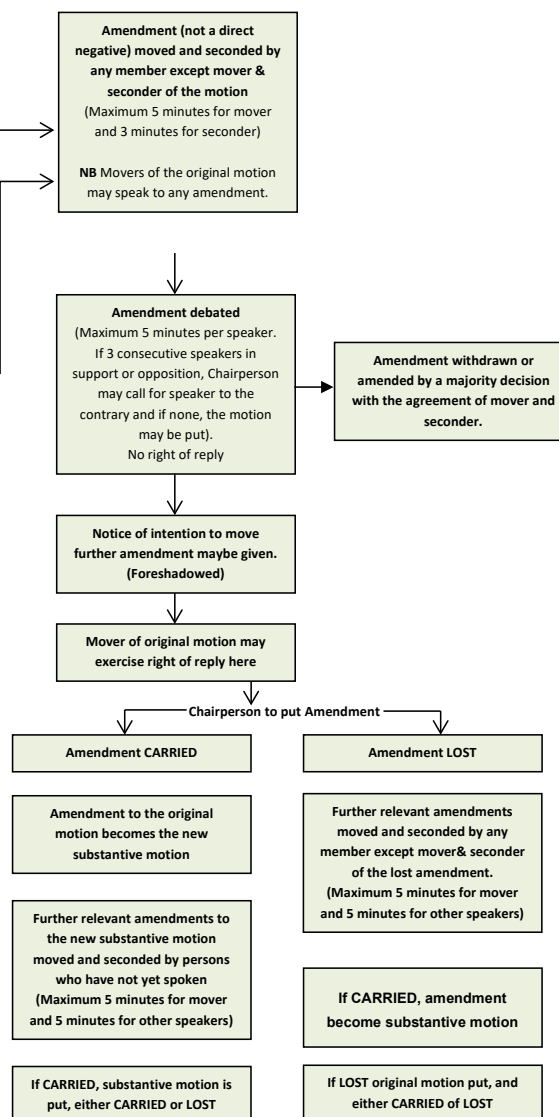 Amendment (not a direct
negative) moved and seconded by
any member except mover &
seconder of the motion
(Maximum 5 minutes for mover
and 3 minutes for seconder)
NB Movers of the original motion
may speak to any amendment.
Amendment debated
(Maximum 5 minutes per speaker.
If 3 consecutive speakers in
support or opposition, Chairperson
may call for speaker to the
contrary and if none, the motion
may be put).
No right of reply
Amendment withdrawn or
amended by a majority decision
with the agreement of mover and
seconder.
Notice of intention to move
further amendment maybe given.
(Foreshadowed)
Mover of original motion may
exercise right of reply here
Chairperson to put Amendment
Amendment CARRIED
Amendment to the original
motion becomes the new
substantive motion
Further relevant amendments to
the new substantive motion
moved and seconded by persons
who have not yet spoken
(Maximum 5 minutes for mover
and 5 minutes for other speakers)
If CARRIED, substantive motion is
put, either CARRIED or LOST
Amendment LOST
Further relevant amendments
moved and seconded by any
member except mover& seconder
of the lost amendment.
(Maximum 5 minutes for mover
and 5 minutes for other speakers)
If CARRIED, amendment
become substantive motion
If LOST original motion put, and
either CARRIED of LOST